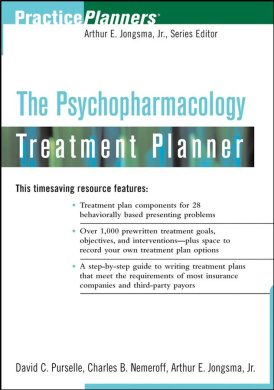 PracticePlanners®
Arthur E. Jongsma, Jr., Series Editor
The Psychopharmacology
Treatment Planner
This timesaving resource features:
• Treatment plan components for 28
behaviorally based presenting problems
• Over 1,000 prewritten treatment goals,
objectives, and interventions—plus space to
record your own treatment plan options
• A step-by-step guide to writing treatment plans
that meet the requirements of most insurance
companies and third-party payors
David C. Purselle, Charles B. Nemeroff, Arthur E. Jongsma, Jr.